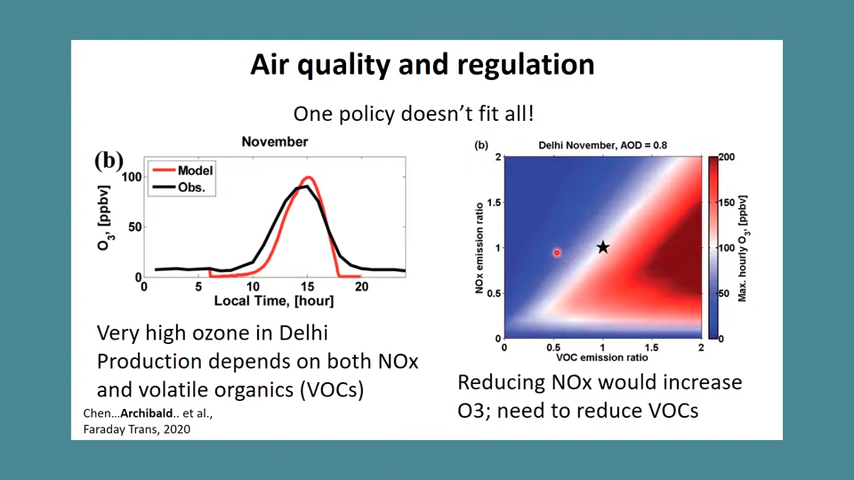 Air quality and regulation
One policy doesn't fit all!
November
(b)
Model
Obs.
O3, [ppbv]
100
50
0
0
5
10
15
20
Local Time, [hour]
(b)
Delhi November, AOD = 0.8
NOx emission ratio
2
1.5
1
0.5
0
0
0.5
1
1.5
2
VOC emission ratio
200
150
100
50
0
Max. hourly O3, [ppbv]
Very high ozone in Delhi
Production depends on both NOx
and volatile organics (VOCs)
Reducing NOx would increase
O3; need to reduce VOCs
Chen...Archibald.. et al.,
Faraday Trans, 2020